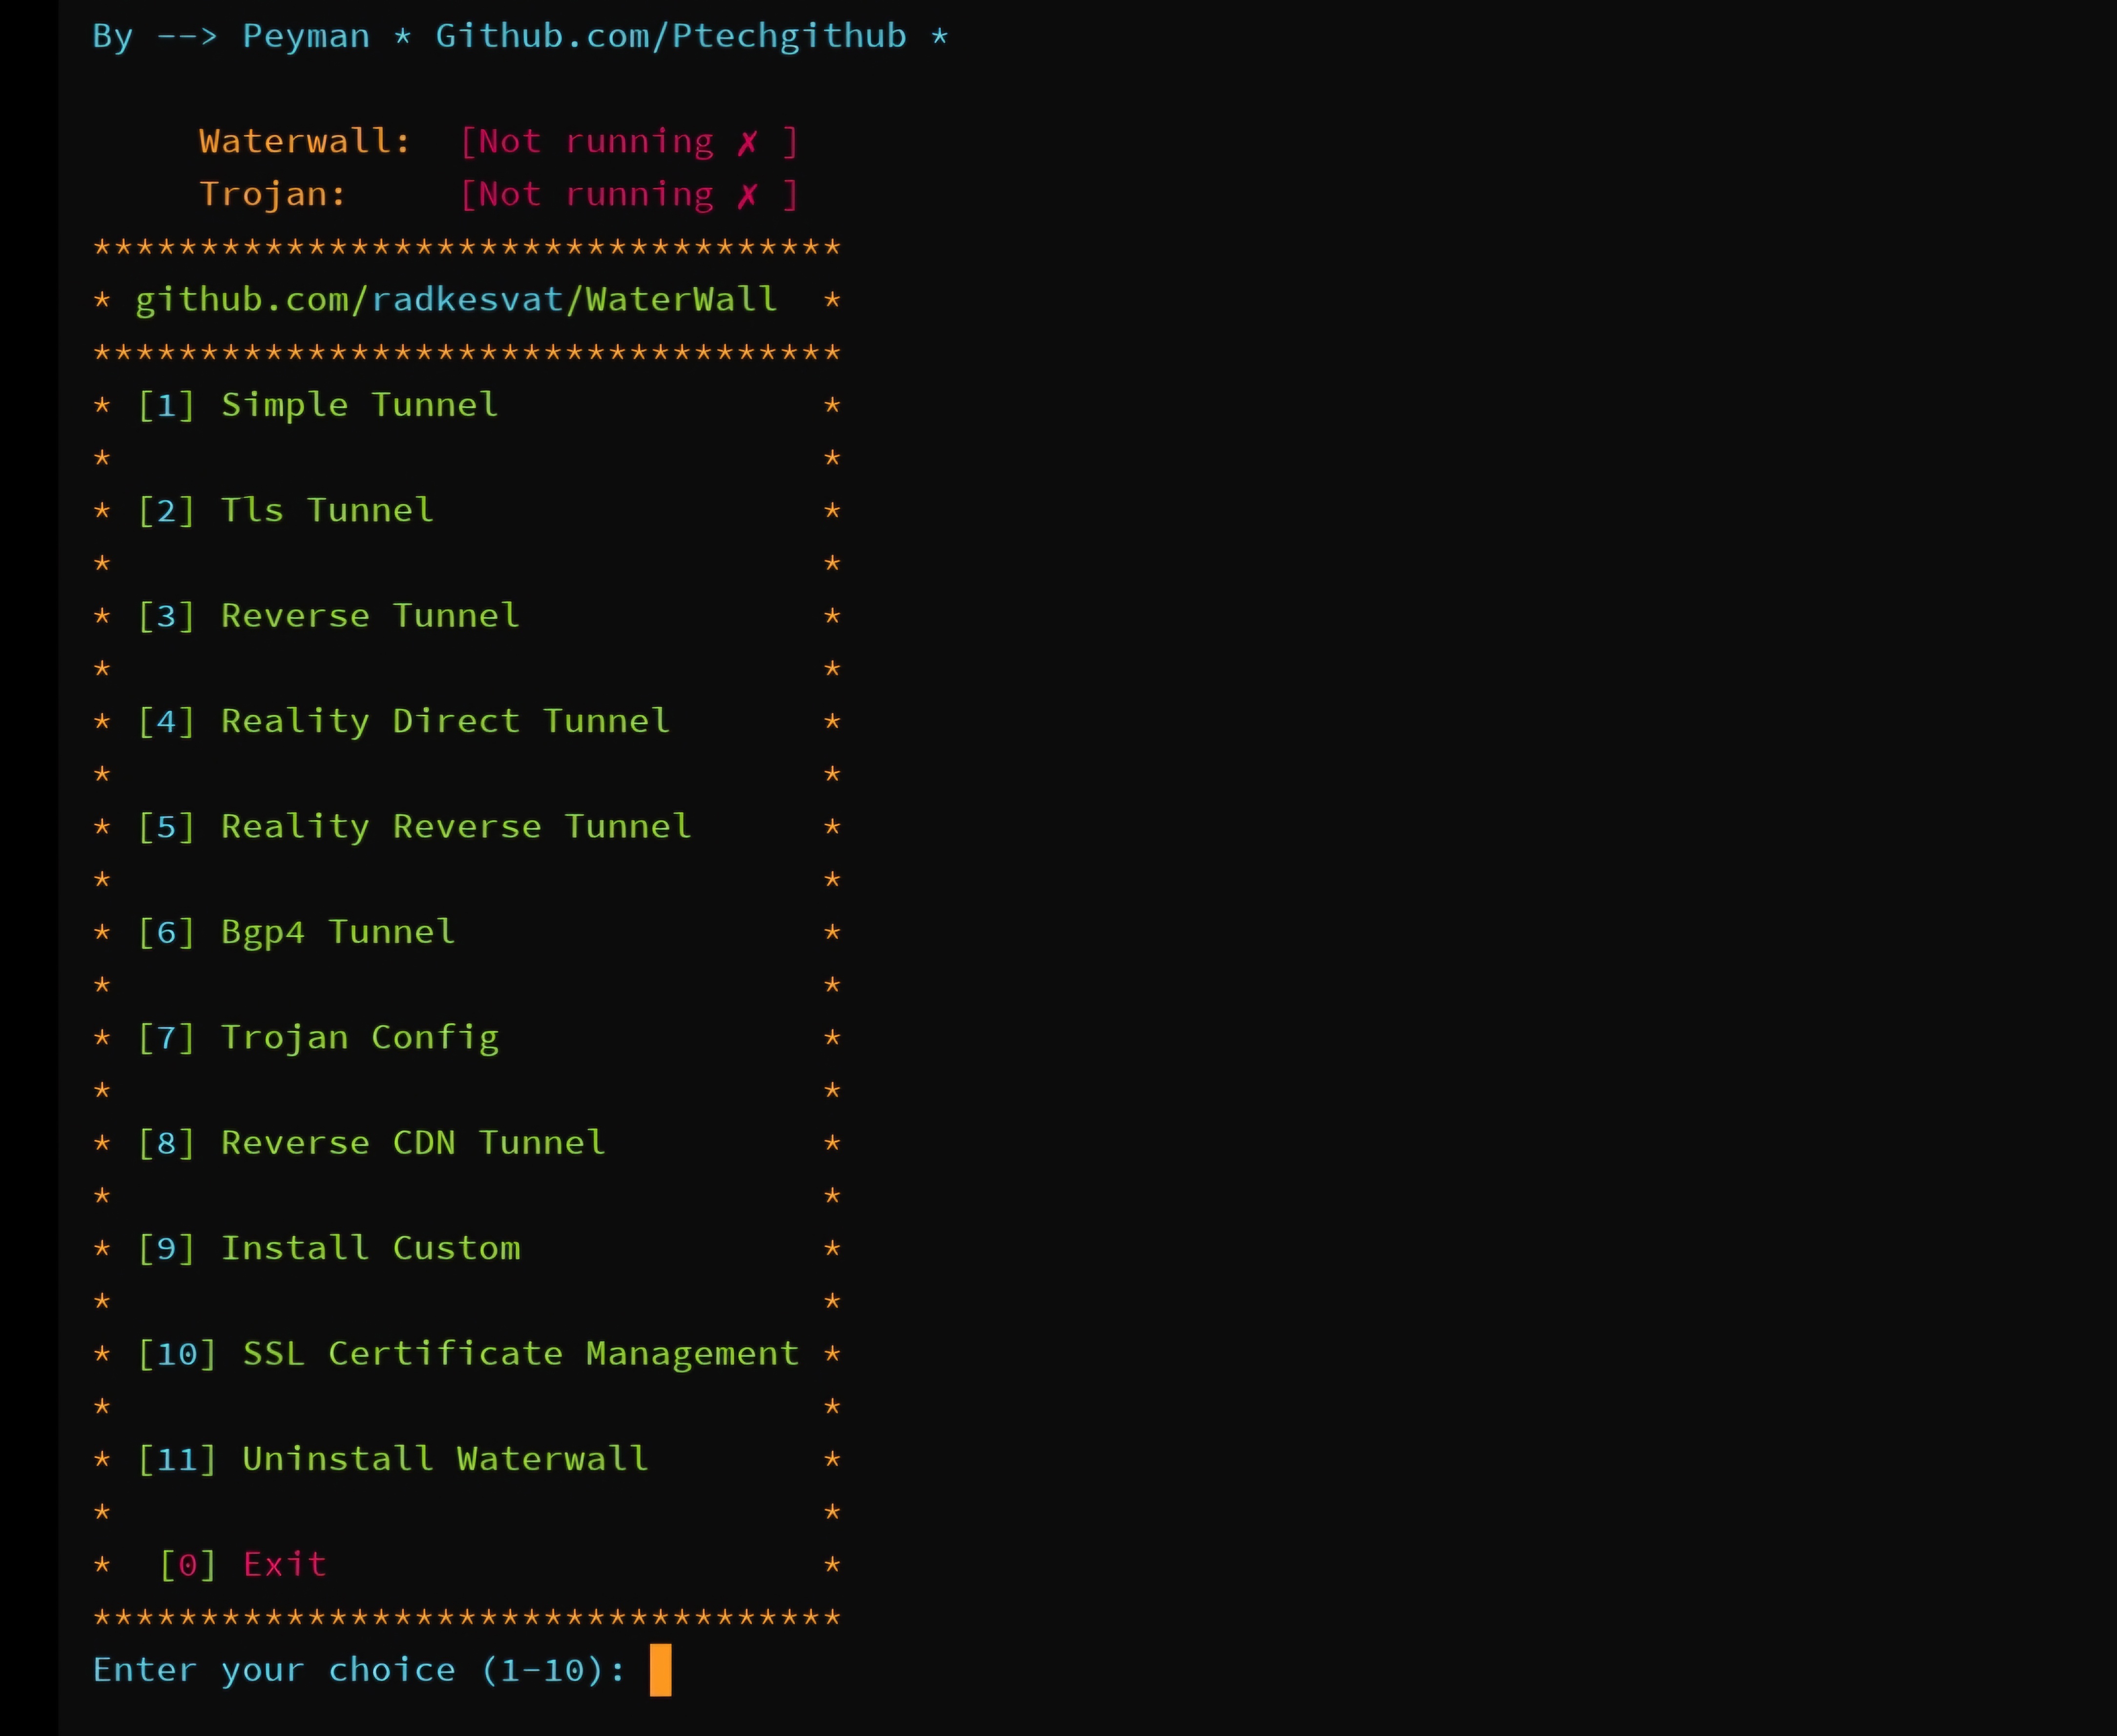 By --> Peyman * Github.com/Ptechgithub *
Waterwall: [Not running ✗ ]
Trojan: [Not running ✗ ]
***********************************
* github.com/radkesvat/WaterWall *
***********************************
* [1] Simple Tunnel *
* *
* [2] Tls Tunnel *
* *
* [3] Reverse Tunnel *
* *
* [4] Reality Direct Tunnel *
* *
* [5] Reality Reverse Tunnel *
* *
* [6] Bgp4 Tunnel *
* *
* [7] Trojan Config *
* *
* [8] Reverse CDN Tunnel *
* *
* [9] Install Custom *
* *
* [10] SSL Certificate Management *
* *
* [11] Uninstall Waterwall *
* *
* [0] Exit *
***********************************
Enter your choice (1-10):